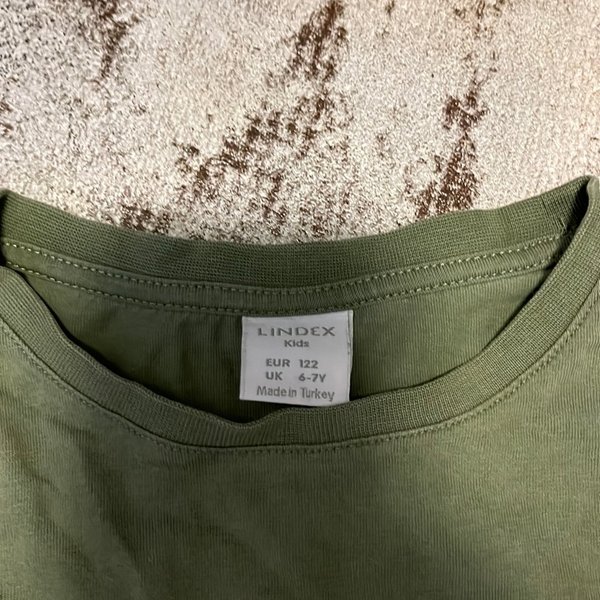 LINDEX
Kids
EUR 122
UK 6-7Y
Made in Turkey